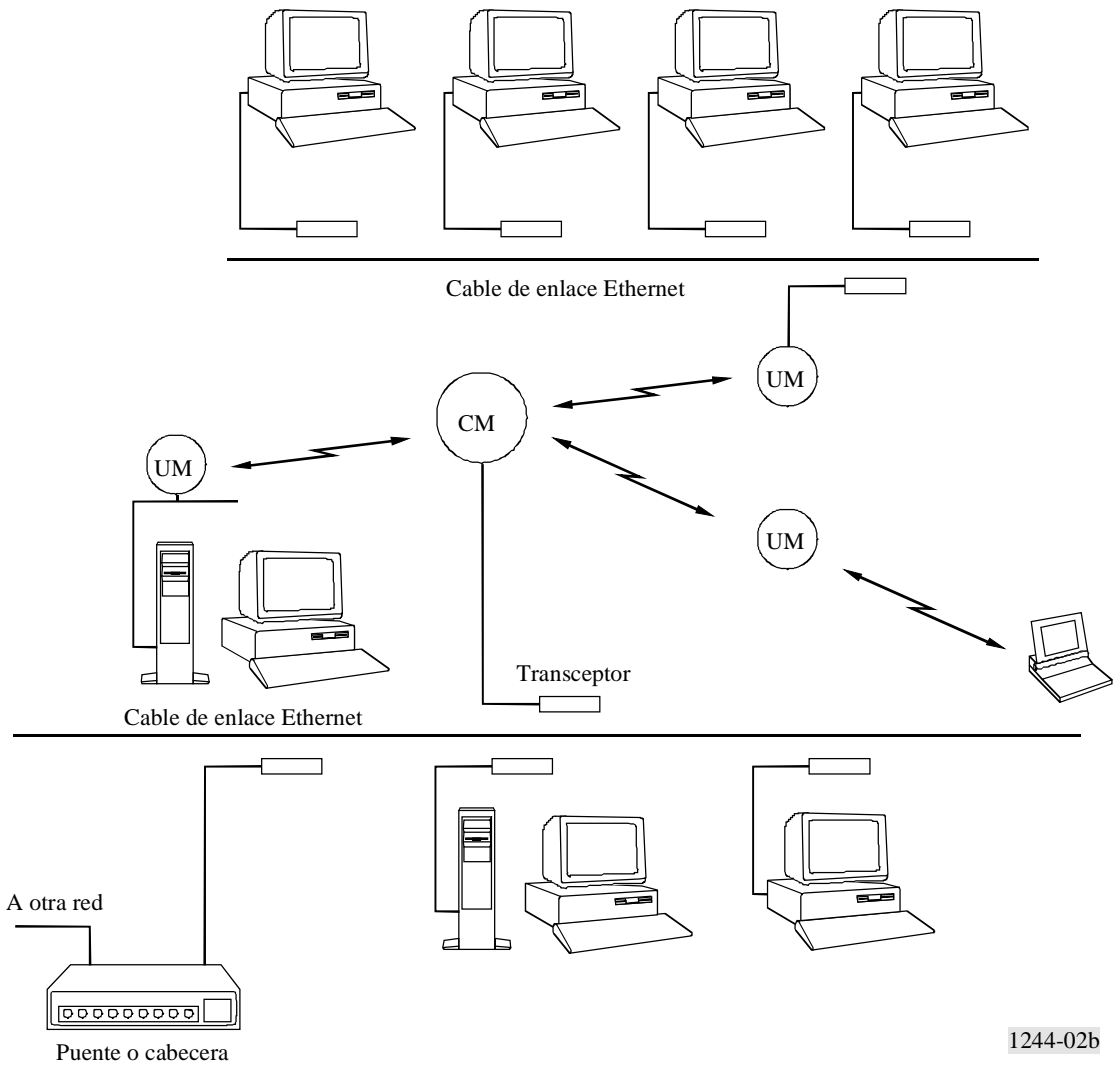 Cable de enlace Ethernet
UM
CM
UM
UM
Transceptor
Cable de enlace Ethernet
A otra red
Puente o cabecera
1244-02b